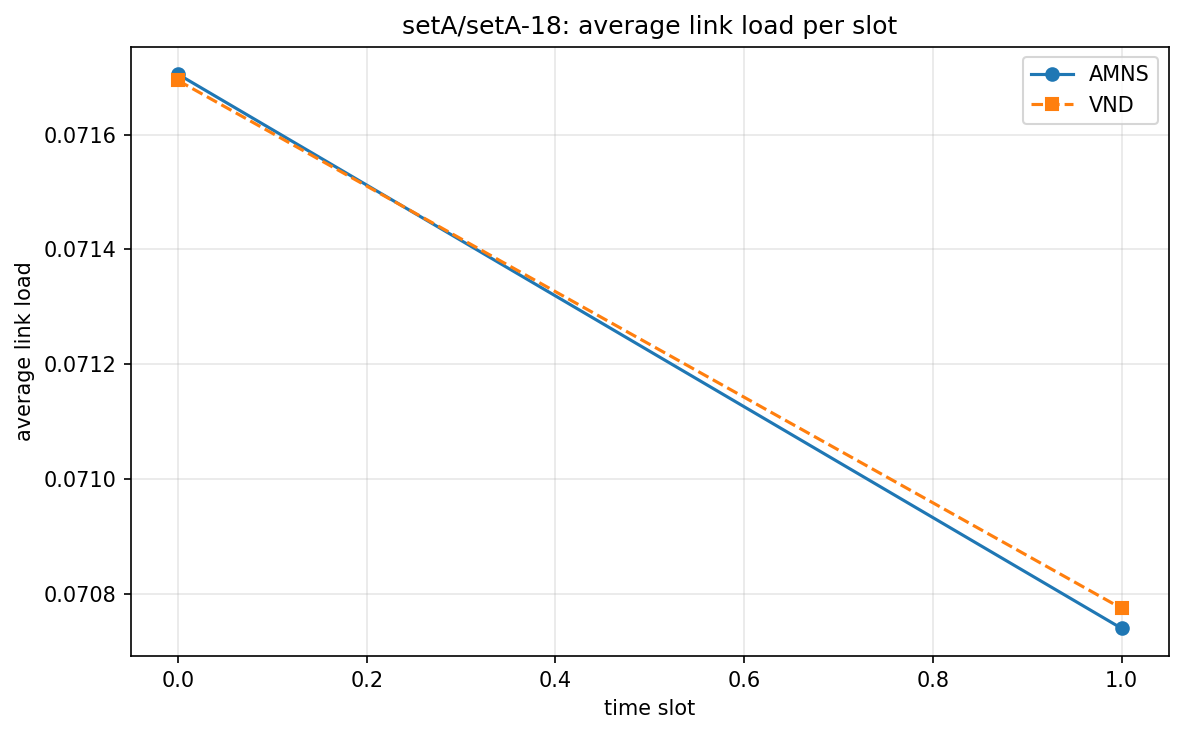 setA/setA-18: average link load per slot
AMNS
VND
average link load
0.0716
0.0714
0.0712
0.0710
0.0708
0.0 0.2 0.4 0.6 0.8 1.0
time slot